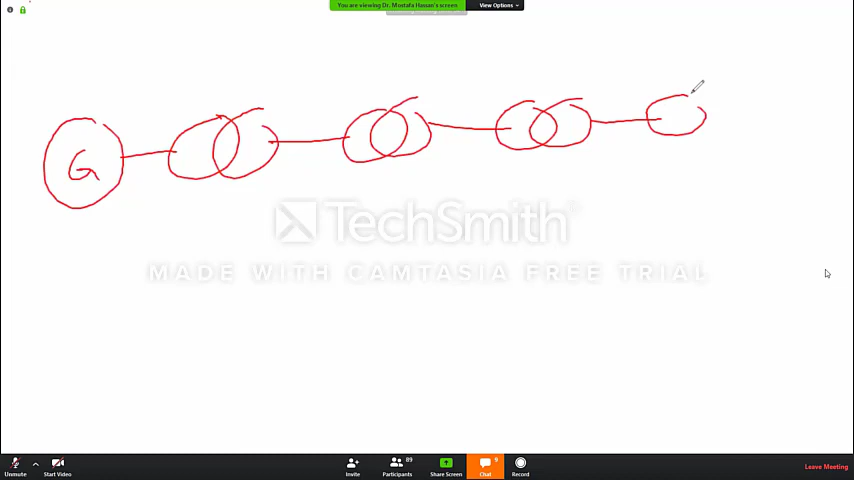 You are viewing Dr. Mostafa Hunan's screen
View Options
G
TechSmith
MADE WITH CAMTASIA FREE TRIAL
Unmute
Start Video
Invite
89
Participants
Share Screen
9
Chat
Record
Leave Meeting